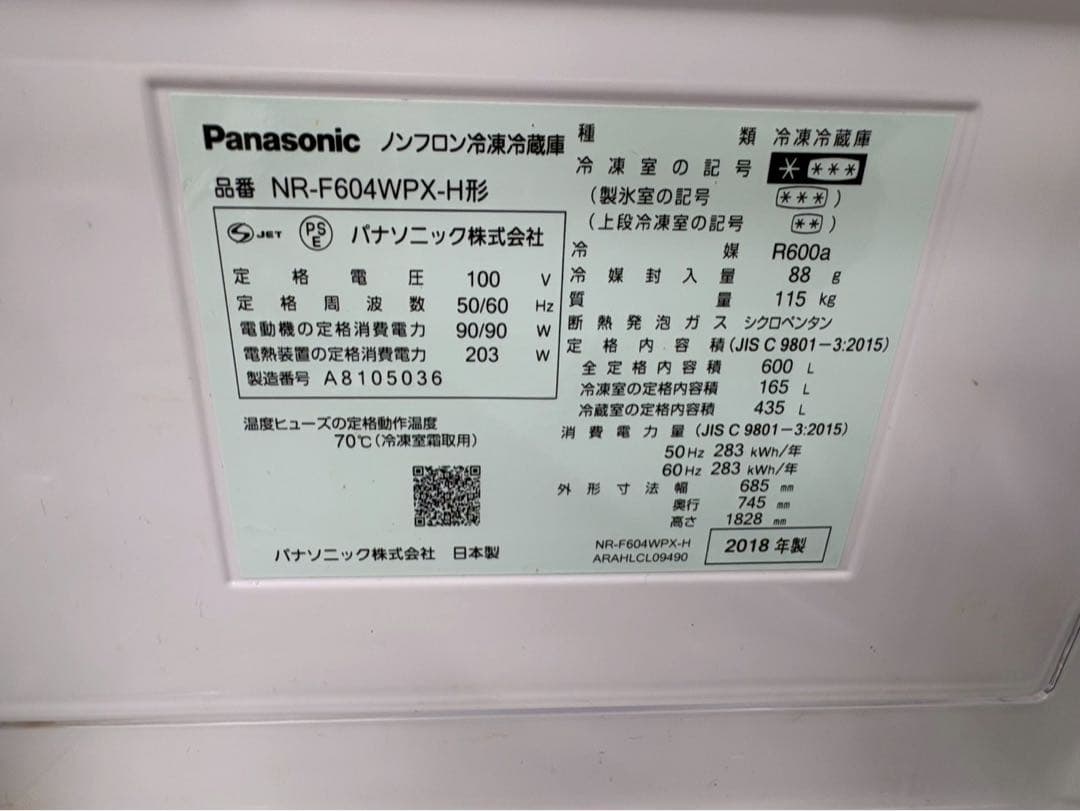 Panasonic ノンフロン冷凍冷蔵庫
品番 NR-F604WPX-H形
JET PSE パナソニック株式会社
定格電圧 100 V
定格周波数 50/60 Hz
電動機の定格消費電力 90/90 W
電熱装置の定格消費電力 203 W
製造番号 A8105036
温度ヒューズの定格動作温度
70℃(冷凍室霜取用)
パナソニック株式会社 日本製
種類 冷凍冷蔵庫
冷凍室の記号 * ***
(製氷室の記号 ***)
(上段冷凍室の記号 **)
冷媒 R600a
冷媒封入量 88 g
質量 115 kg
断熱発泡ガス シクロペンタン
定格内容積 (JIS C 9801-3:2015)
全定格内容積 600 L
冷凍室の定格内容積 165 L
冷蔵室の定格内容積 435 L
消費電力量 (JIS C 9801-3:2015)
50Hz 283 kWh/年
60Hz 283 kWh/年
外形寸法幅 685 mm
奥行 745 mm
高さ 1828 mm
NR-F604WPX-H
ARAHLCL09490
2018 年製